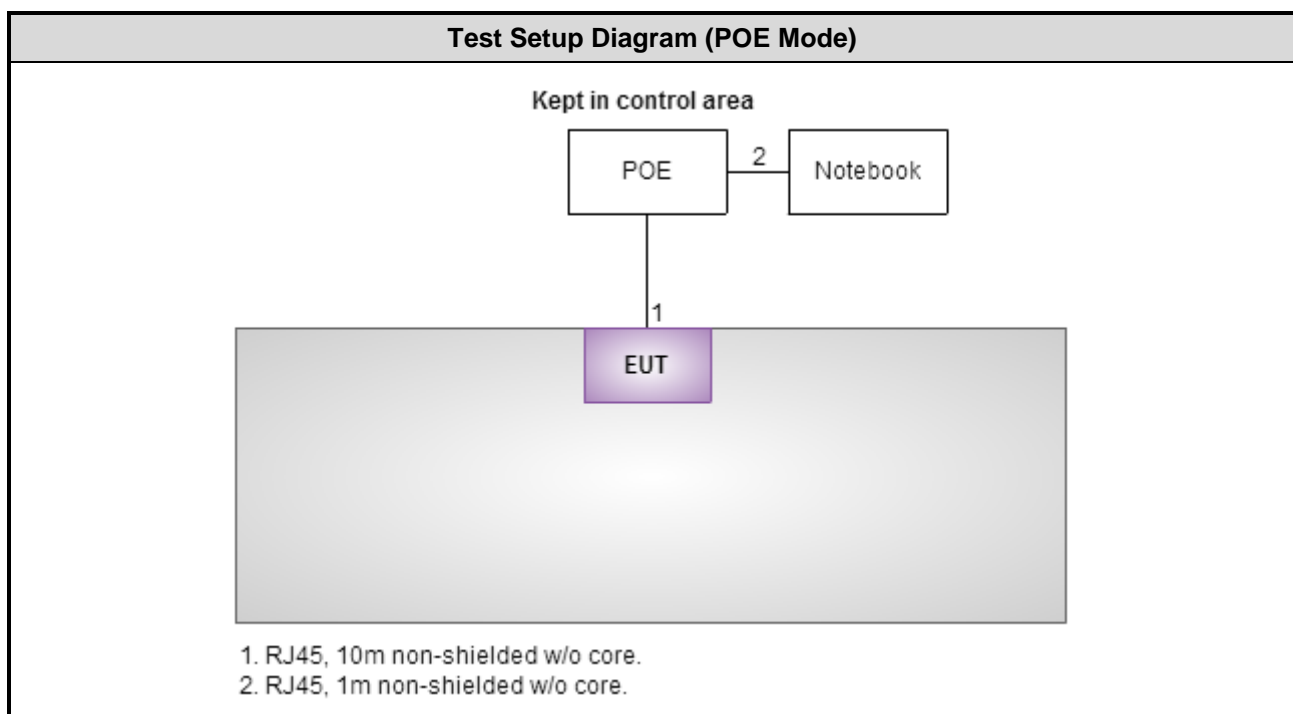 Test Setup Diagram (POE Mode)
Kept in control area
POE
2
Notebook
1
EUT
1. RJ45, 10m non-shielded w/o core.
2. RJ45, 1m non-shielded w/o core.